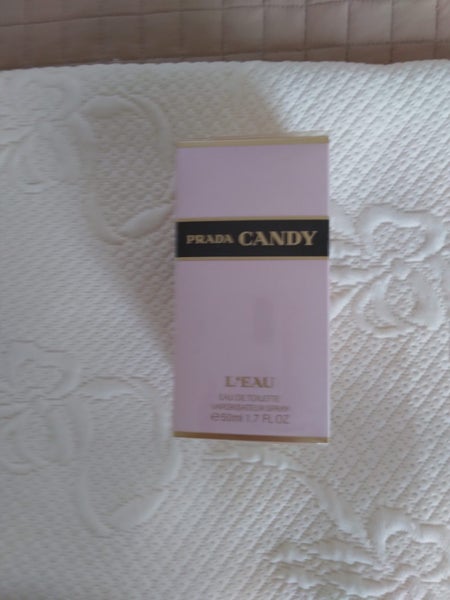 PRADA CANDY
L'EAU
EAU DE TOILETTE
VAPORISATEUR SPRAY
℮50ml 1.7 FL OZ